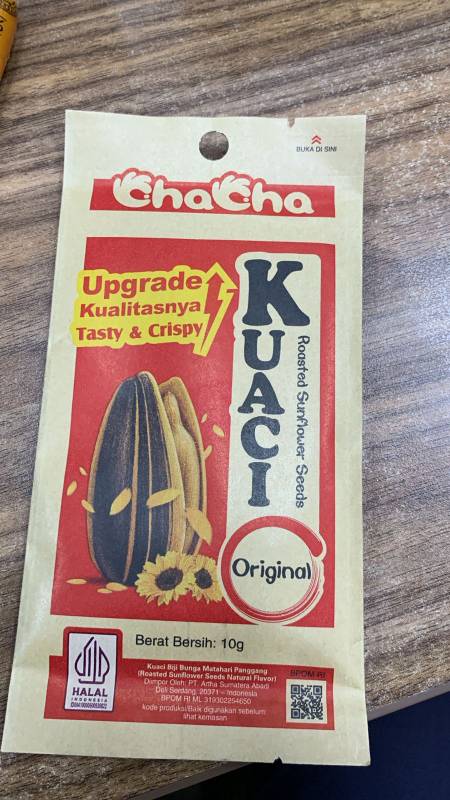 BUKA DI SINI
ChaCha
Upgrade
Kualitasnya
Tasty & Crispy
KUACI
Roasted Sunflower Seeds
Original
Berat Bersih: 10g
HALAL
INDONESIA
Kuaci Biji Bunga Matahari Panggang
(Roasted Sunflower Seeds Natural Flavor)
Diimpor Oleh: PT. Artha Sumatera Abadi
Deli Serdang, 20371 - Indonesia
BPOM RI ML 319302254650
kode produksi/Baik digunakan sebelum:
lihat kemasan
BPOM RI